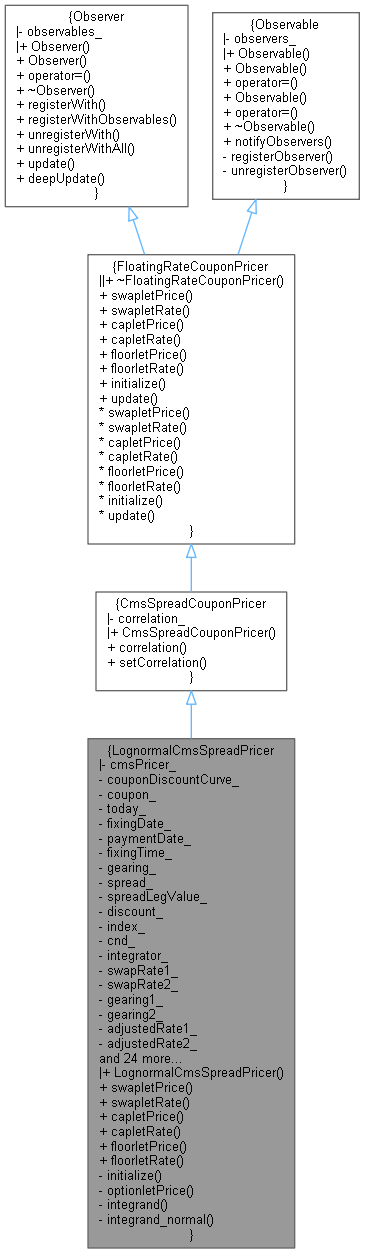 {Observer
|- observables_
|+ Observer()
+ Observer()
+ operator=()
+ ~Observer()
+ registerWith()
+ registerWithObservables()
+ unregisterWith()
+ unregisterWithAll()
+ update()
+ deepUpdate()
}
{Observable
|- observers_
|+ Observable()
+ Observable()
+ operator=()
+ Observable()
+ operator=()
+ ~Observable()
+ notifyObservers()
- registerObserver()
- unregisterObserver()
}
{FloatingRateCouponPricer
||+ ~FloatingRateCouponPricer()
+ swapletPrice()
+ swapletRate()
+ capletPrice()
+ capletRate()
+ floorletPrice()
+ floorletRate()
+ initialize()
+ update()
* swapletPrice()
* swapletRate()
* capletPrice()
* capletRate()
* floorletPrice()
* floorletRate()
* initialize()
* update()
}
{CmsSpreadCouponPricer
|- correlation_
|+ CmsSpreadCouponPricer()
+ correlation()
+ setCorrelation()
}
{LognormalCmsSpreadPricer
|- cmsPricer_
- couponDiscountCurve_
- coupon_
- today_
- fixingDate_
- paymentDate_
- fixingTime_
- gearing_
- spread_
- spreadLegValue_
- discount_
- index_
- cnd_
- integrator_
- swapRate1_
- swapRate2_
- gearing1_
- gearing2_
- adjustedRate1_
- adjustedRate2_
and 24 more...
|+ LognormalCmsSpreadPricer()
+ swapletPrice()
+ swapletRate()
+ capletPrice()
+ capletRate()
+ floorletPrice()
+ floorletRate()
- initialize()
- optionletPrice()
- integrand()
- integrand_normal()
}